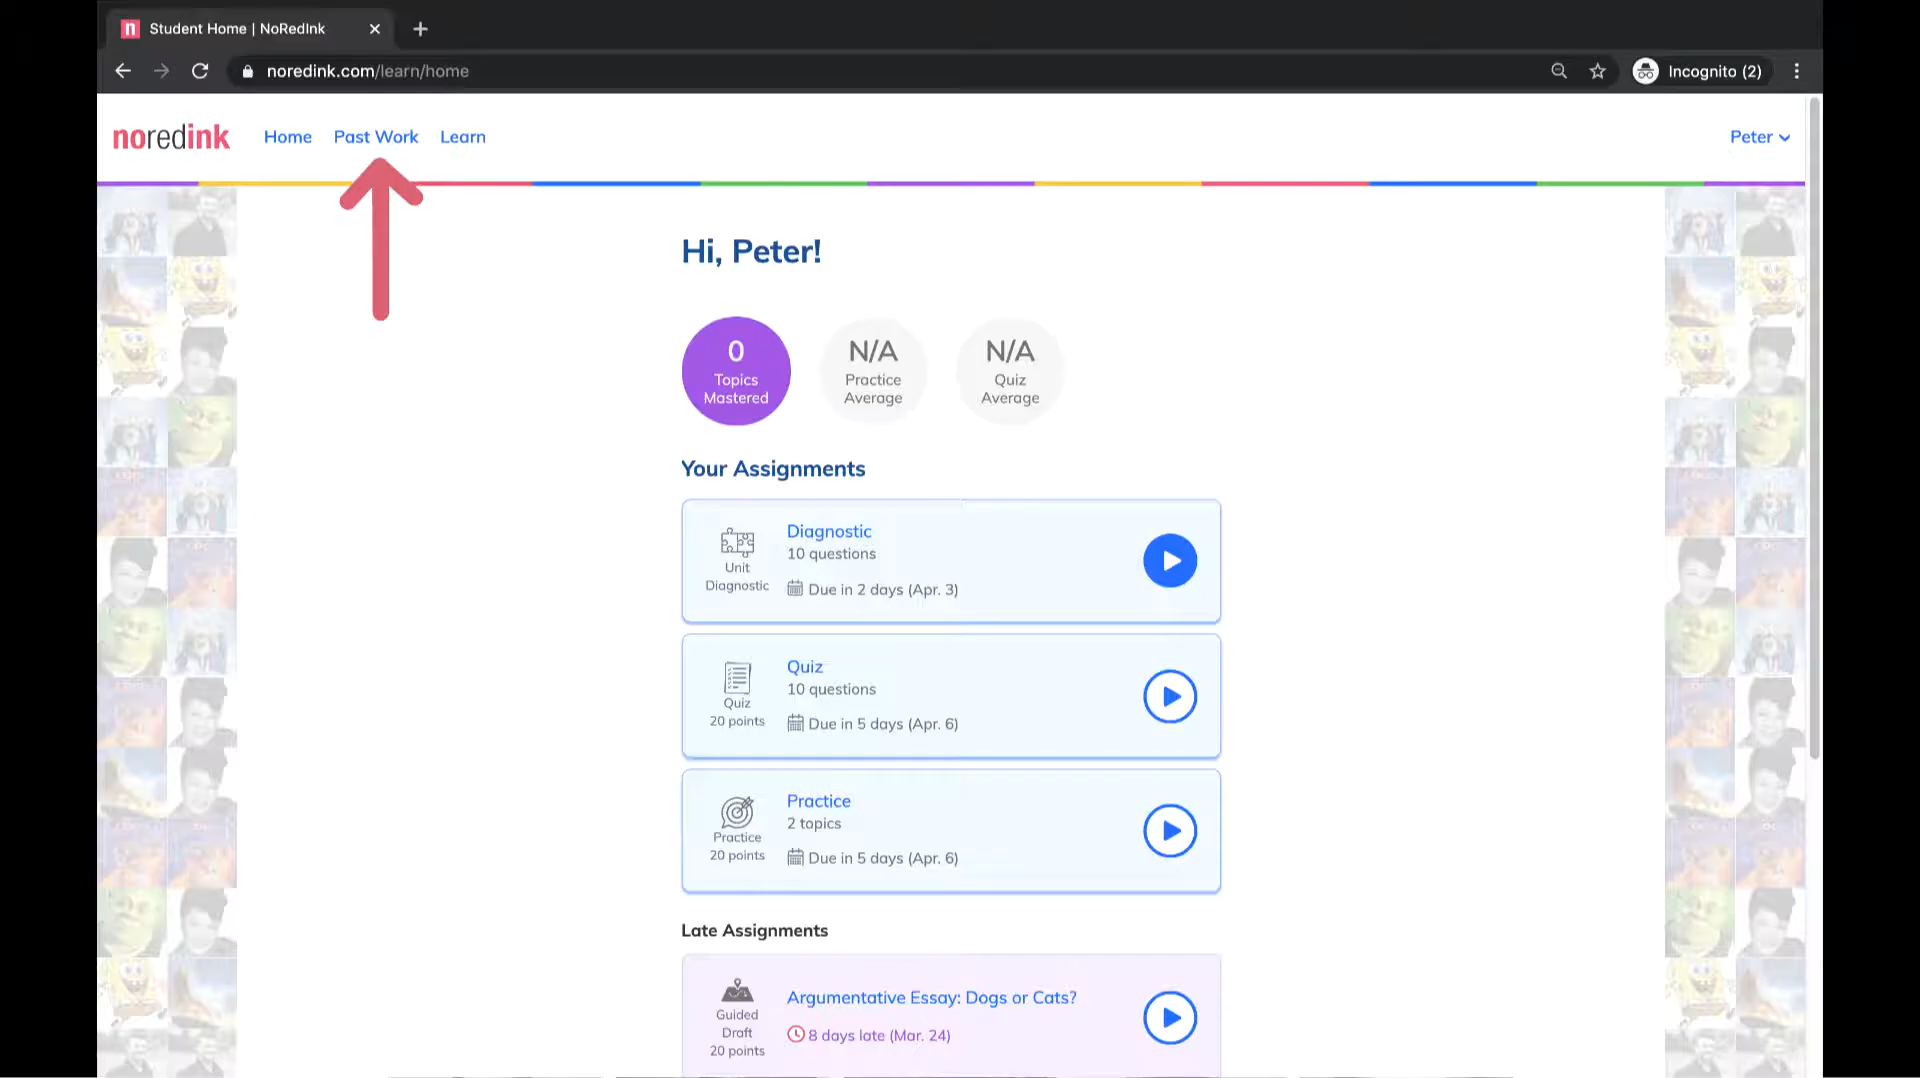 n Student Home | NoRedInk
noredink.com/learn/home
Incognito (2)
noredink Home Past Work Learn Peter
Hi, Peter!
0
Topics
Mastered
N/A
Practice
Average
N/A
Quiz
Average
Your Assignments
Unit
Diagnostic
Diagnostic
10 questions
Due in 2 days (Apr. 3)
Quiz
20 points
Quiz
10 questions
Due in 5 days (Apr. 6)
Practice
20 points
Practice
2 topics
Due in 5 days (Apr. 6)
Late Assignments
Guided
Draft
20 points
Argumentative Essay: Dogs or Cats?
8 days late (Mar. 24)